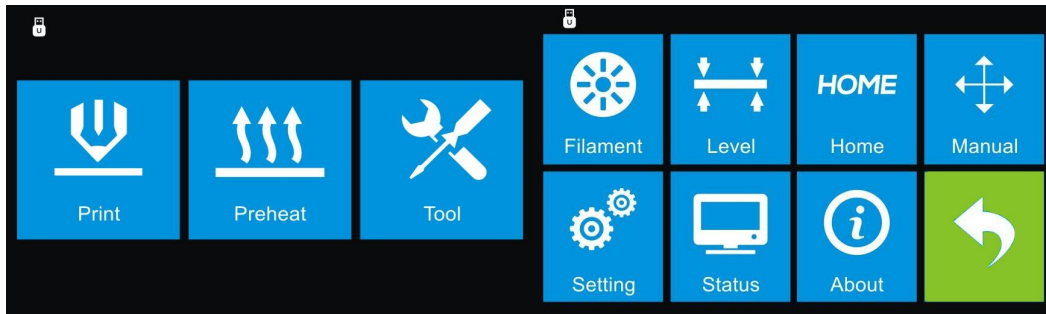 U
Print
Preheat
Tool
U
Filament
Level
HOME
Home
Manual
Setting
Status
i
About